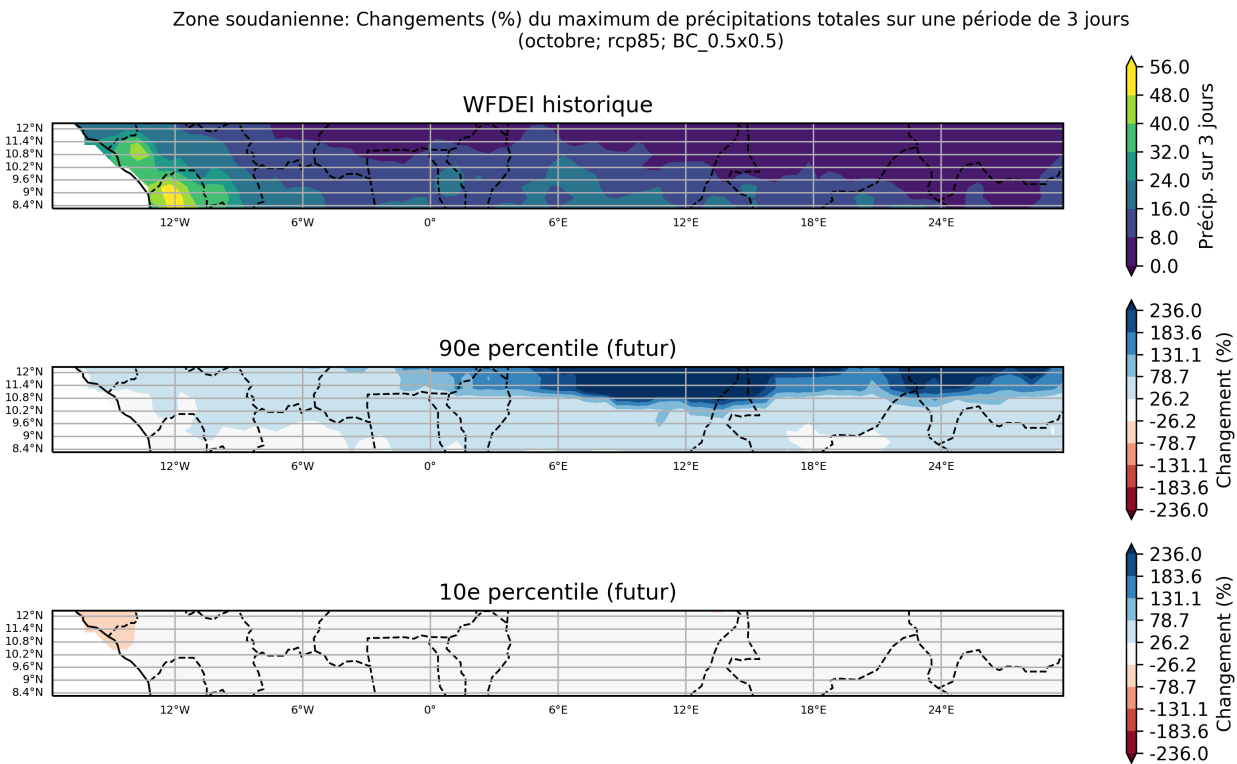 Zone soudanienne: Changements (%) du maximum de précipitations totales sur une période de 3 jours
(octobre; rcp85; BC_0.5x0.5)
WFDEI historique
12°N
11.4°N
10.8°N
10.2°N
9.6°N
9°N
8.4°N
12°W 6°W 0° 6°E 12°E 18°E 24°E
56.0
48.0
40.0
32.0
24.0
16.0
8.0
0.0
Précip. sur 3 jours
90e percentile (futur)
12°N
11.4°N
10.8°N
10.2°N
9.6°N
9°N
8.4°N
12°W 6°W 0° 6°E 12°E 18°E 24°E
236.0
183.6
131.1
78.7
26.2
-26.2
-78.7
-131.1
-183.6
-236.0
Changement (%)
10e percentile (futur)
12°N
11.4°N
10.8°N
10.2°N
9.6°N
9°N
8.4°N
12°W 6°W 0° 6°E 12°E 18°E 24°E
236.0
183.6
131.1
78.7
26.2
-26.2
-78.7
-131.1
-183.6
-236.0
Changement (%)